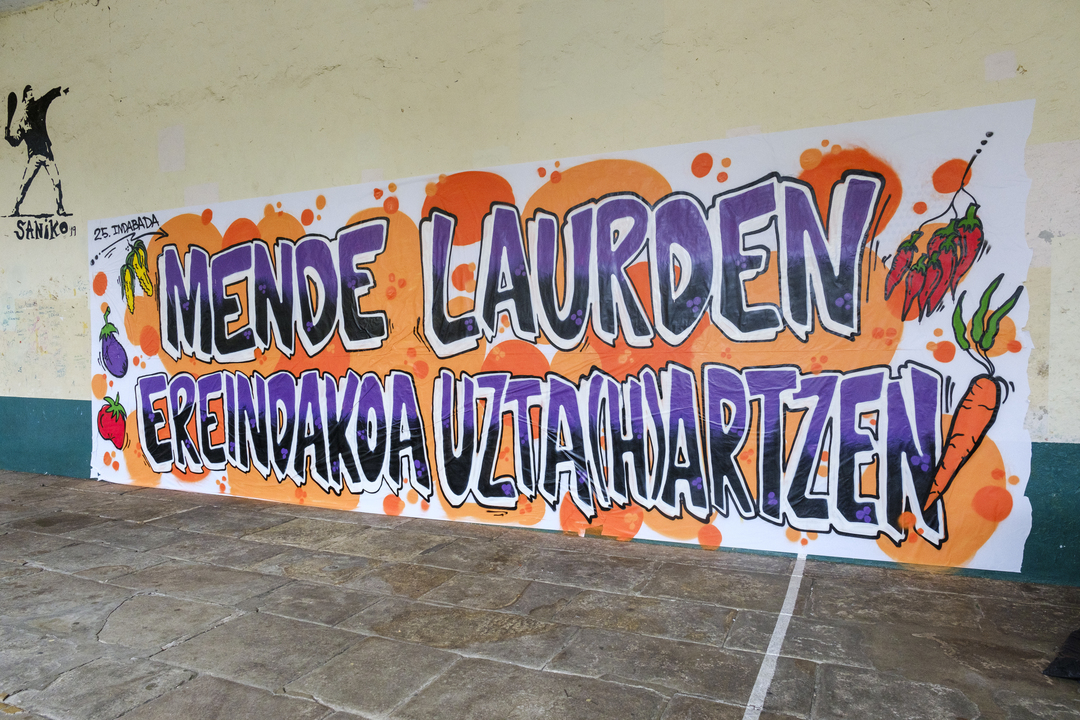 SANiKO 19
25. INDABADA
MENDE LAURDEN
EREINDAKOA UZTA(H)ARTZEN